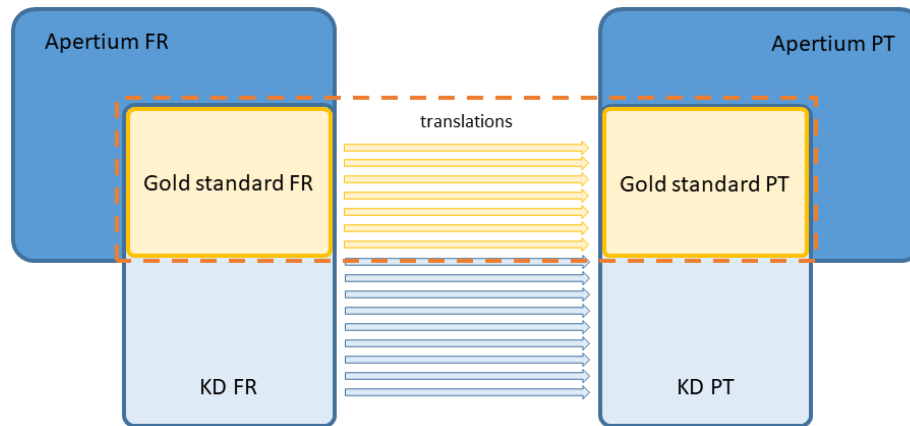 Apertium FR
Apertium PT
translations
Gold standard FR
Gold standard PT
KD FR
KD PT